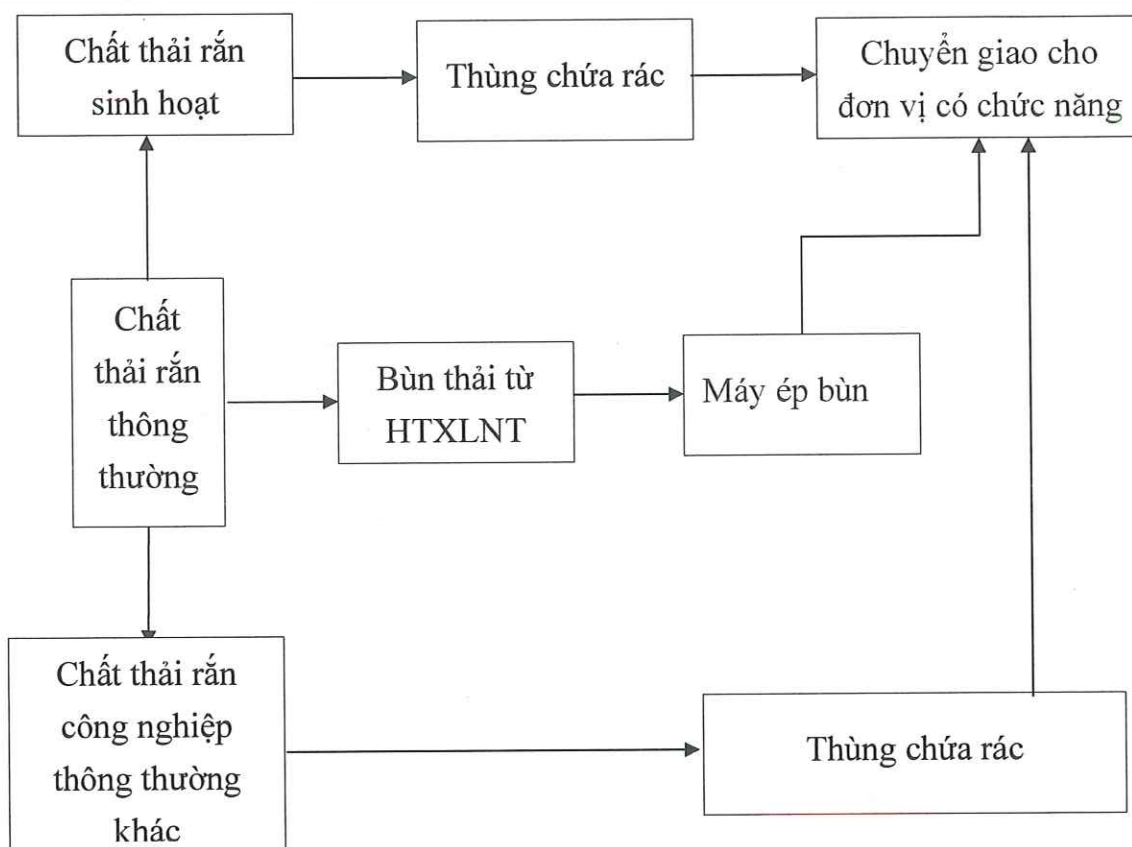 Chất thải rắn
sinh hoạt
Thùng chứa rác
Chuyển giao cho
đơn vị có chức năng
Chất
thải rắn
thông
thường
Bùn thải từ
HTXLNT
Máy ép bùn
Chất thải rắn
công nghiệp
thông thường
khác
Thùng chứa rác